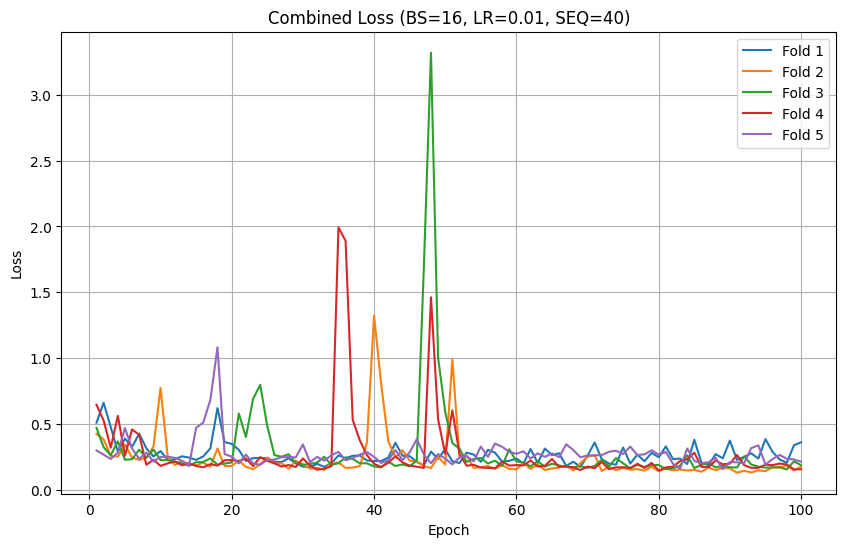 Combined Loss (BS=16, LR=0.01, SEQ=40)
Fold 1
Fold 2
Fold 3
Fold 4
Fold 5
3.0
2.5
2.0
1.5
1.0
0.5
0.0
Loss
0 20 40 60 80 100
Epoch